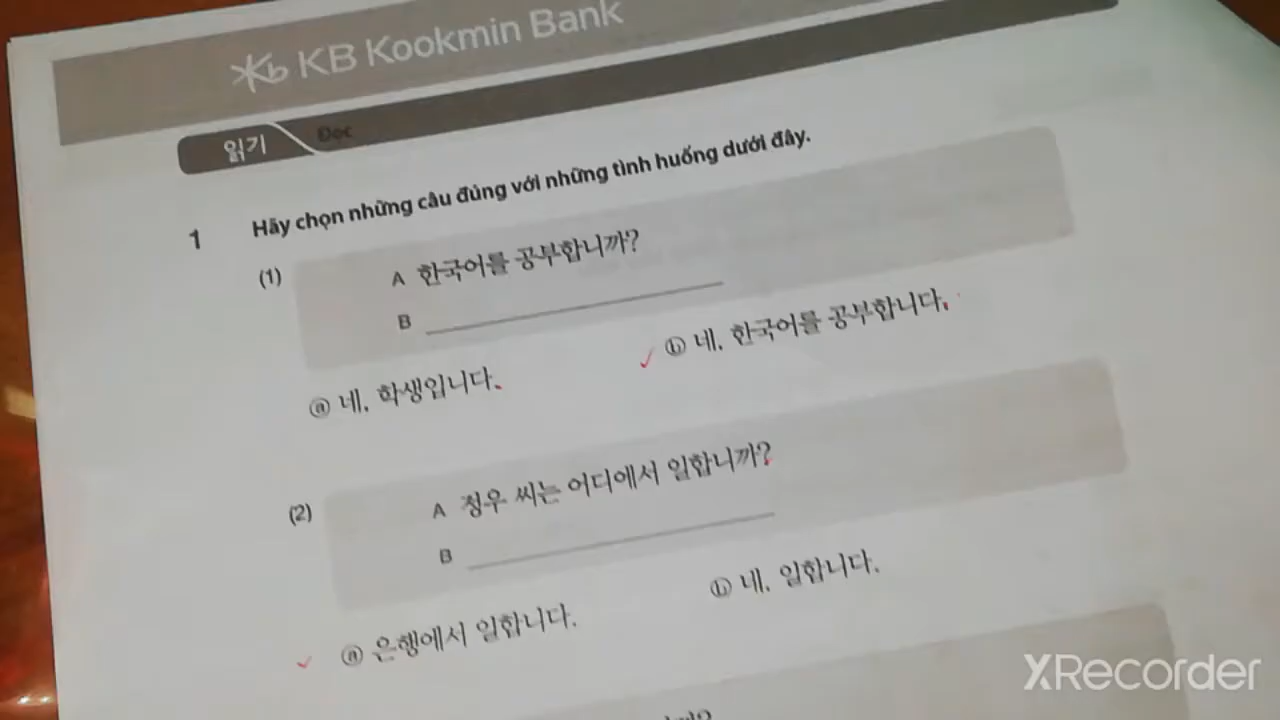 KB Kookmin Bank
읽기 Đọc
1 Hãy chọn những câu đúng với những tình huống dưới đây.
(1) A 한국어를 공부합니까?
B
ⓐ 네, 학생입니다. ⓑ 네, 한국어를 공부합니다.
(2) A 정우 씨는 어디에서 일합니까?
B
ⓐ 은행에서 일합니다. ⓑ 네, 일합니다.
XRecorder